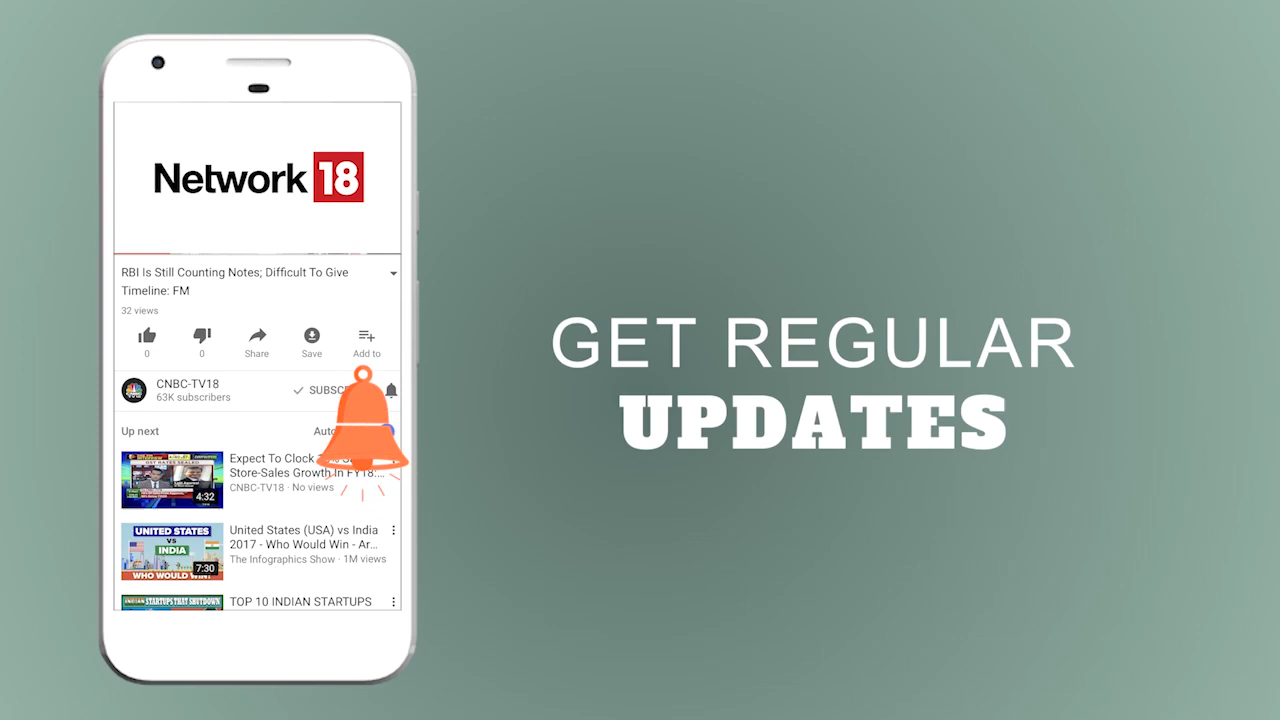 Network 18
RBI Is Still Counting Notes; Difficult To Give
Timeline: FM
32 views
0
0
Share
Save
Add to
CNBC-TV18
63K subscribers
SUBSC
Up next
Auto
Expect To Clock
Store-Sales Growth In FY18:...
CNBC-TV18 · No views
4:32
UNITED STATES
VS
INDIA
WHO WOULD WIN?
7:30
United States (USA) vs India
2017 - Who Would Win - Ar...
The Infographics Show · 1M views
INDIAN STARTUPS THAT SHUTDOWN
TOP 10 INDIAN STARTUPS
GET REGULAR
UPDATES